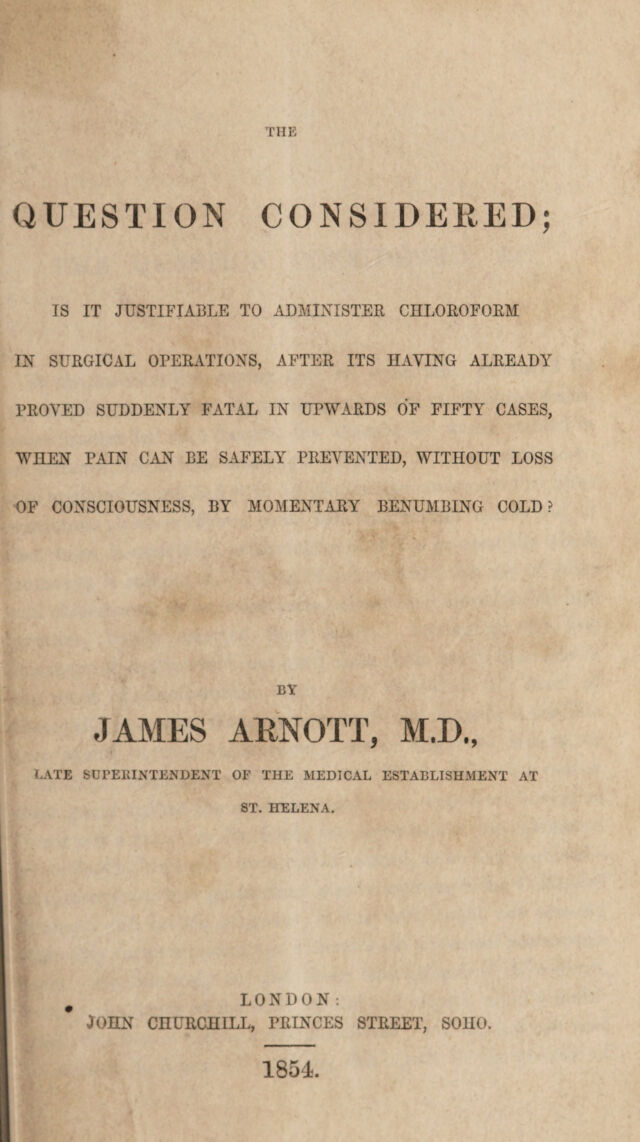 THE
QUESTION CONSIDERED;
IS IT JUSTIFIABLE TO ADMINISTER CHLOROFORM
IN SURGICAL OPERATIONS, AFTER ITS HAVING ALREADY
PROVED SUDDENLY FATAL IN UPWARDS OF FIFTY CASES,
WHEN PAIN CAN BE SAFELY PREVENTED, WITHOUT LOSS
OF CONSCIOUSNESS, BY MOMENTARY BENUMBING COLD?
BY
JAMES ARNOTT, M.D.,
LATE SUPERINTENDENT OF THE MEDICAL ESTABLISHMENT AT
ST. HELENA.
LONDON:
JOHN CHURCHILL, PRINCES STREET, SOHO.
1854.